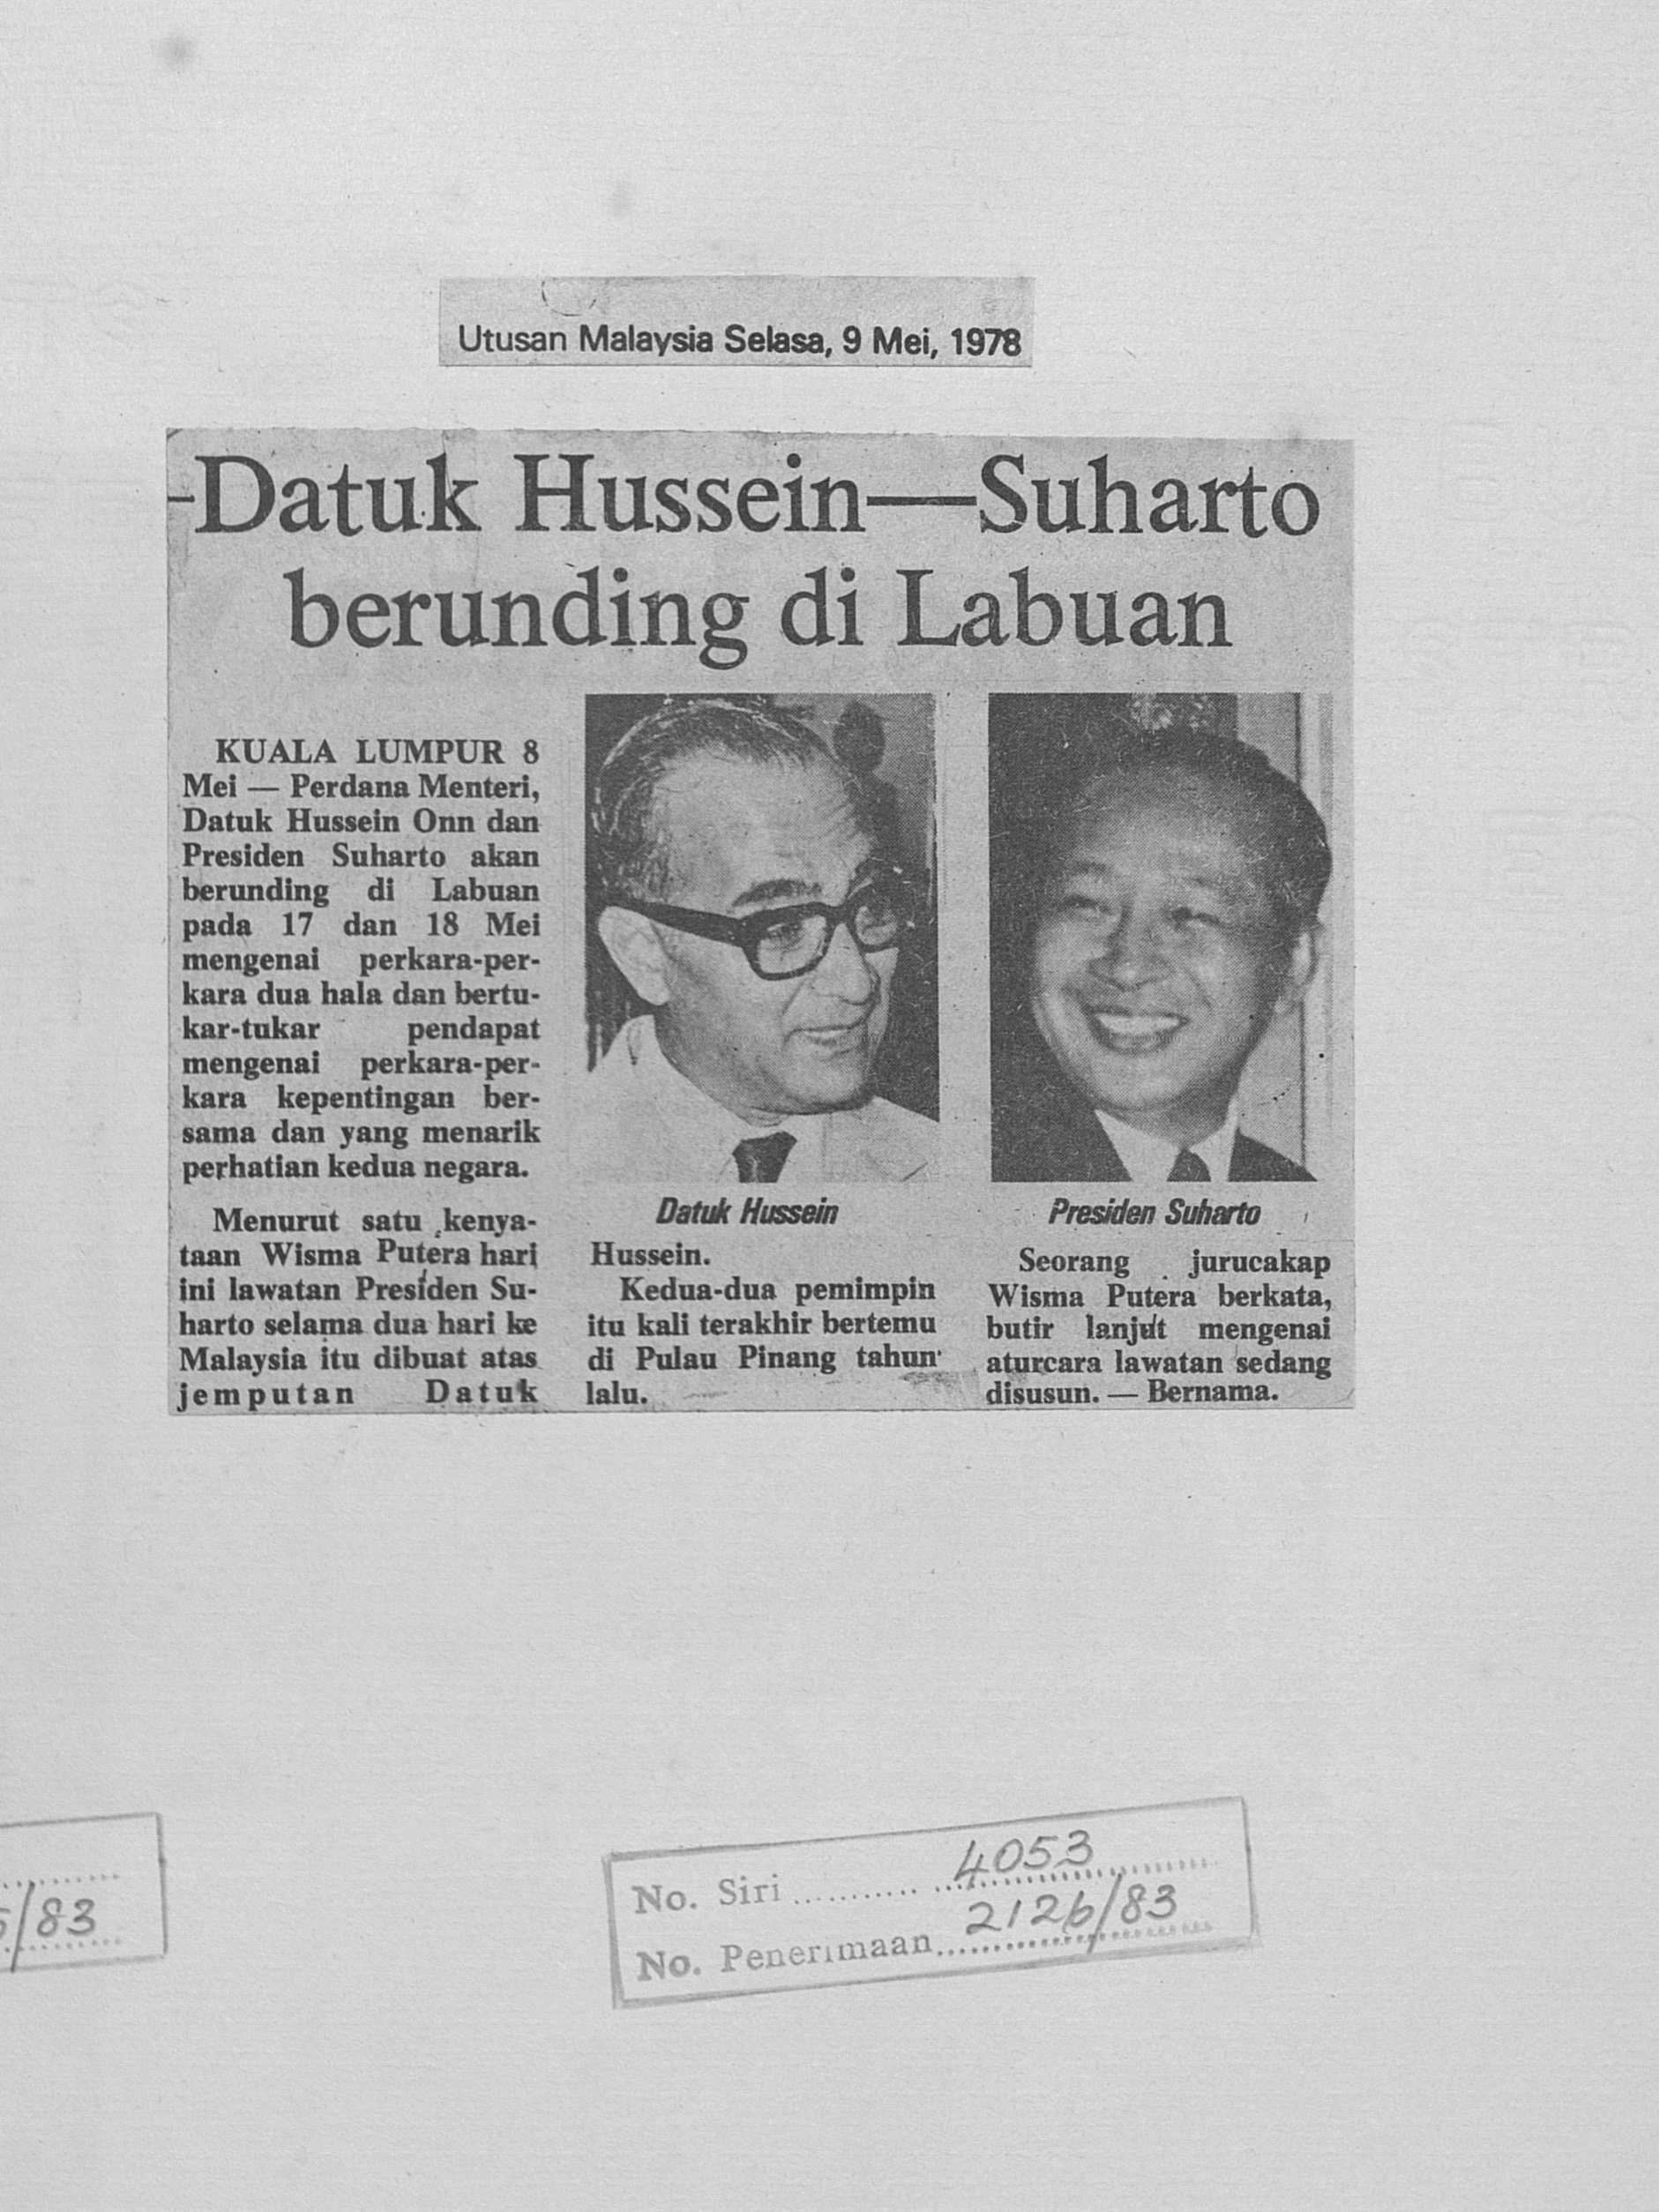 Utusan Malaysia Selasa, 9 Mei, 1978
-Datuk Hussein—Suharto
berunding di Labuan
KUALA LUMPUR 8
Mei — Perdana Menteri,
Datuk Hussein Onn dan
Presiden Suharto akan
berunding di Labuan
pada 17 dan 18 Mei
mengenai perkara-per-
kara dua hala dan bertu-
kar-tukar pendapat
mengenai perkara-per-
kara kepentingan ber-
sama dan yang menarik
perhatian kedua negara.
Menurut satu kenya-
taan Wisma Putera hari
ini lawatan Presiden Su-
harto selama dua hari ke
Malaysia itu dibuat atas
jemputan Datuk
Datuk Hussein
Hussein.
Kedua-dua pemimpin
itu kali terakhir bertemu
di Pulau Pinang tahun
lalu.
Presiden Suharto
Seorang jurucakap
Wisma Putera berkata,
butir lanjut mengenai
aturcara lawatan sedang
disusun. — Bernama.
/83
No. Siri 4053
No. Penerimaan 2126/83